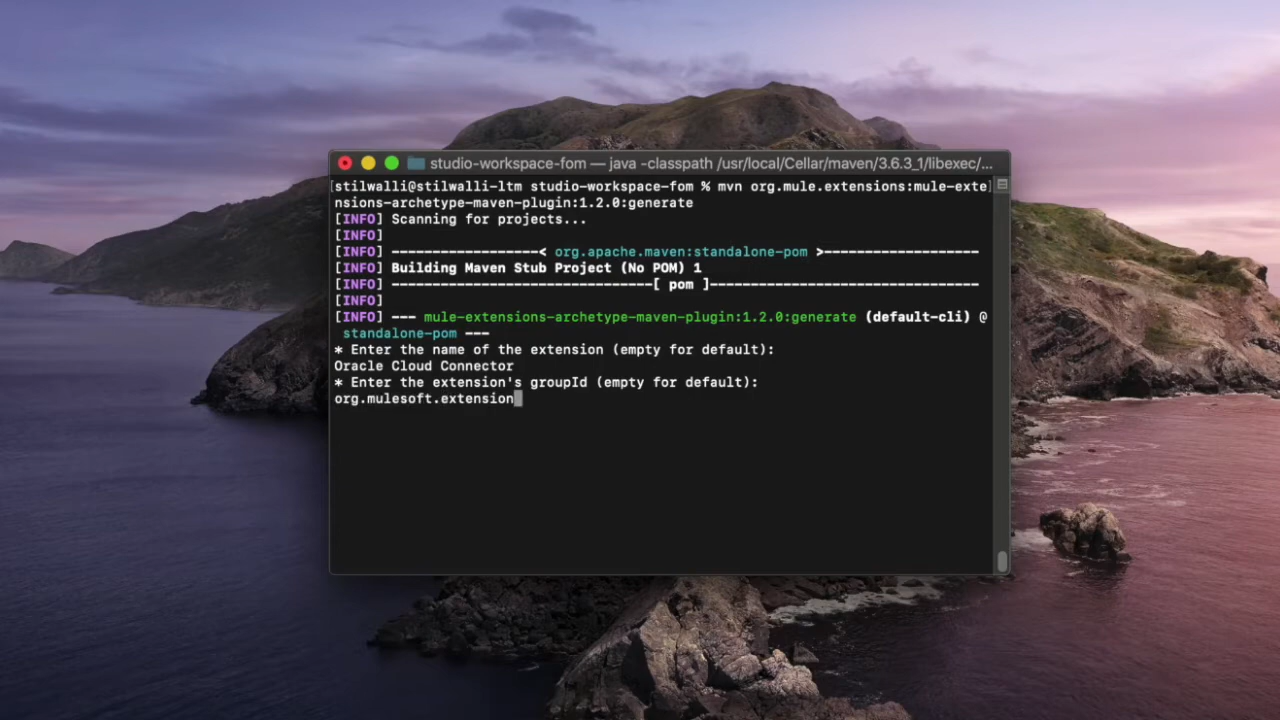 studio-workspace-fom — java -classpath /usr/local/Cellar/maven/3.6.3_1/libexec/...
[stilwalli@stilwalli-ltm studio-workspace-fom % mvn org.mule.extensions:mule-exte]
nsions-archetype-maven-plugin:1.2.0:generate
[INFO] Scanning for projects...
[INFO]
[INFO] ------------------< org.apache.maven:standalone-pom >-------------------
[INFO] Building Maven Stub Project (No POM) 1
[INFO] --------------------------------[ pom ]---------------------------------
[INFO]
[INFO] --- mule-extensions-archetype-maven-plugin:1.2.0:generate (default-cli) @
standalone-pom ---
* Enter the name of the extension (empty for default):
Oracle Cloud Connector
* Enter the extension's groupId (empty for default):
org.mulesoft.extension